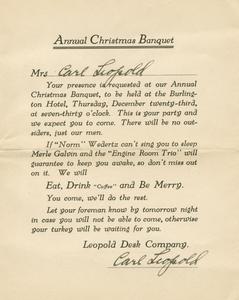 Annual Christmas Banquet
Mrs Carl Leopold
Your presence is requested at our Annual
Christmas Banquet, to be held at the Burling-
ton Hotel, Thursday, December twenty-third,
at seven-thirty o'clock. This is your party and
we expect you to come. There will be no out-
siders, just our men.
If "Norm" Wedertz can't sing you to sleep
Merle Galvin and the "Engine Room Trio" will
guarantee to keep you awake, so don't miss out
on it. We will
Eat, Drink "Coffee" and Be Merry.
You come, we'll do the rest.
Let your foreman know by tomorrow night
in case you will not be able to come, otherwise
your turkey will be waiting for you.
Leopold Desk Company.
Carl Leopold